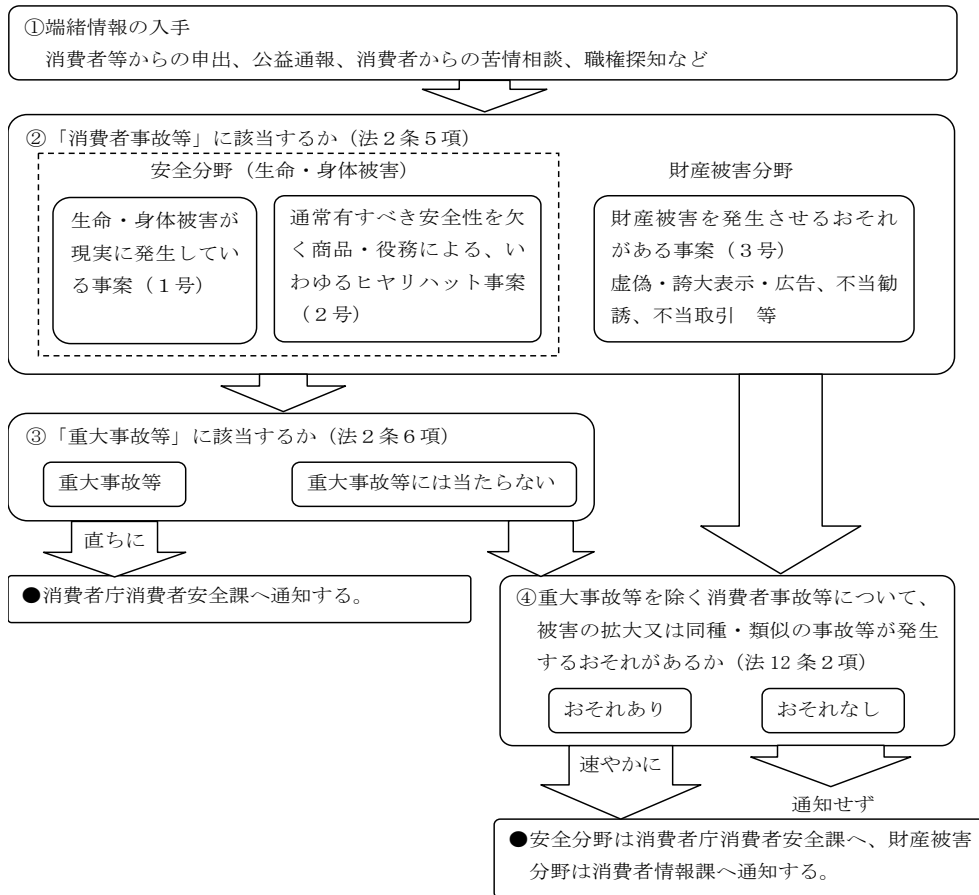 ①端緒情報の入手
消費者等からの申出、公益通報、消費者からの苦情相談、職権探知など
②「消費者事故等」に該当するか（法２条５項）
安全分野（生命・身体被害）
生命・身体被害が
現実に発生してい
る事案（１号）
通常有すべき安全性を欠
く商品・役務による、い
わゆるヒヤリハット事案
（２号）
財産被害分野
財産被害を発生させるおそれ
がある事案（３号）
虚偽・誇大表示・広告、不当勧
誘、不当取引　等
③「重大事故等」に該当するか（法２条６項）
重大事故等
重大事故等には当たらない
直ちに
●消費者庁消費者安全課へ通知する。
④重大事故等を除く消費者事故等について、
被害の拡大又は同種・類似の事故等が発生
するおそれがあるか（法12条２項）
おそれあり
おそれなし
速やかに
通知せず
●安全分野は消費者庁消費者安全課へ、財産被害
分野は消費者情報課へ通知する。